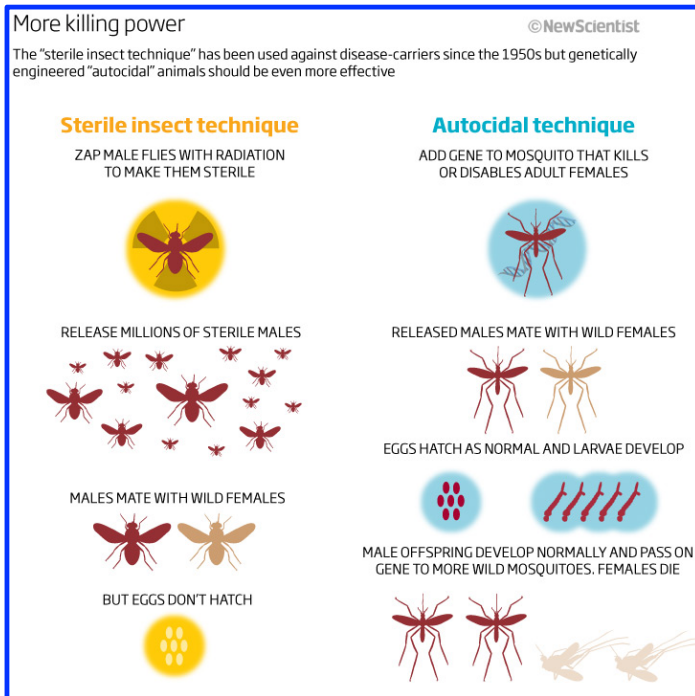 More killing power
©NewScientist
The “sterile insect technique” has been used against disease-carriers since the 1950s but genetically
engineered “autocidal” animals should be even more effective
Sterile insect technique
ZAP MALE FLIES WITH RADIATION
TO MAKE THEM STERILE
RELEASE MILLIONS OF STERILE MALES
MALES MATE WITH WILD FEMALES
BUT EGGS DON’T HATCH
Autocidal technique
ADD GENE TO MOSQUITO THAT KILLS
OR DISABLES ADULT FEMALES
RELEASED MALES MATE WITH WILD FEMALES
EGGS HATCH AS NORMAL AND LARVAE DEVELOP
MALE OFFSPRING DEVELOP NORMALLY AND PASS ON
GENE TO MORE WILD MOSQUITOES. FEMALES DIE